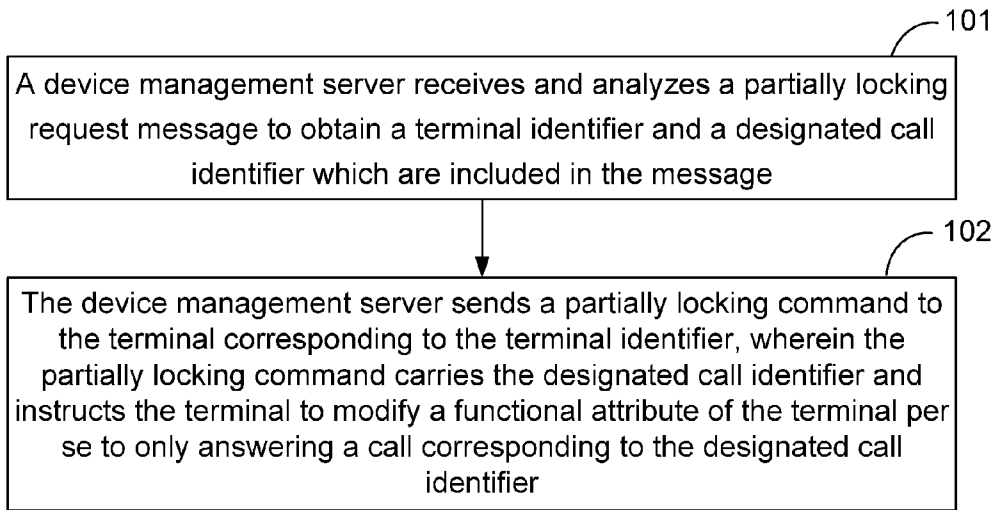 101
A device management server receives and analyzes a partially locking
request message to obtain a terminal identifier and a designated call
identifier which are included in the message
102
The device management server sends a partially locking command to
the terminal corresponding to the terminal identifier, wherein the
partially locking command carries the designated call identifier and
instructs the terminal to modify a functional attribute of the terminal per
se to only answering a call corresponding to the designated call
identifier